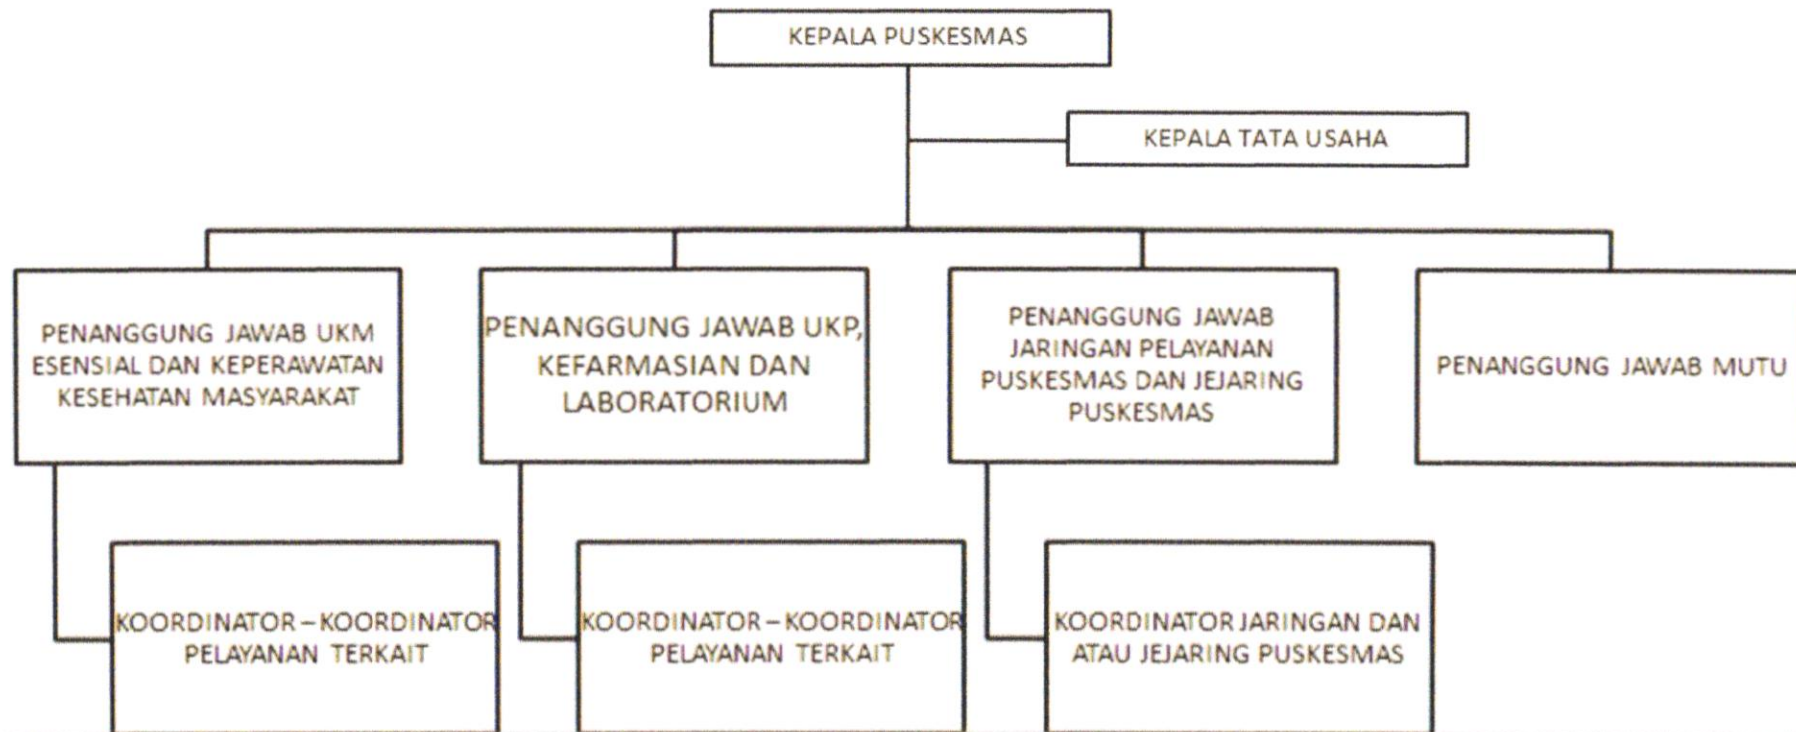 KEPALA PUSKESMAS
KEPALA TATA USAHA
PENANGGUNG JAWAB UKM
ESENSIAL DAN KEPERAWATAN
KESEHATAN MASYARAKAT
PENANGGUNG JAWAB UKP,
KEFARMASIAN DAN
LABORATORIUM
PENANGGUNG JAWAB
JARINGAN PELAYANAN
PUSKESMAS DAN JEJARING
PUSKESMAS
PENANGGUNG JAWAB MUTU
KOORDINATOR – KOORDINATOR
PELAYANAN TERKAIT
KOORDINATOR – KOORDINATOR
PELAYANAN TERKAIT
KOORDINATOR JARINGAN DAN
ATAU JEJARING PUSKESMAS